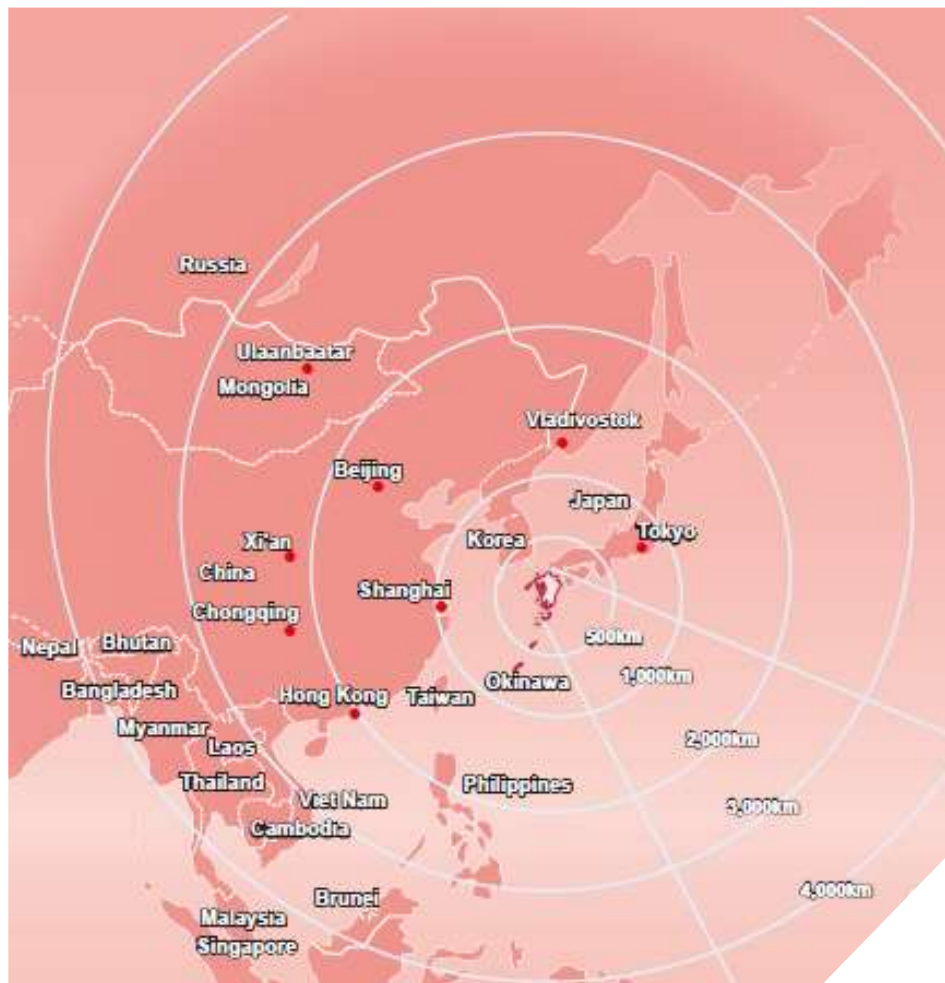 Russia
Ulaanbaatar
Mongolia
Vladivostok
Beijing
Japan
Tokyo
Korea
Xi'an
China
Shanghai
Chongqing
500km
Nepal
Bhutan
1,000km
Okinawa
Bangladesh
Hong Kong
Taiwan
Myanmar
Laos
2,000km
Thailand
Philippines
Viet Nam
3,000km
Cambodia
4,000km
Brunei
Malaysia
Singapore